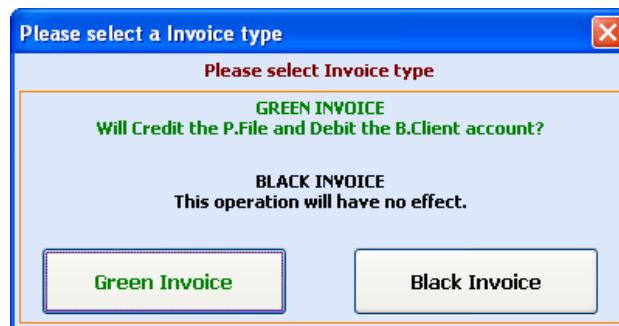 Please select a Invoice type
Please select Invoice type
GREEN INVOICE
Will Credit the P.File and Debit the B.Client account?
BLACK INVOICE
This operation will have no effect.
Green Invoice
Black Invoice